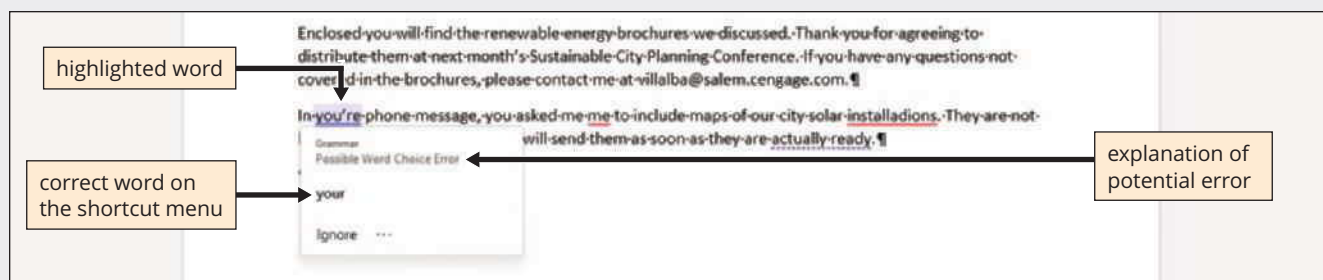 Enclosed·you·will·find·the·renewable·energy·brochures·we·discussed.·Thank·you·for·agreeing·to·
highlighted word
distribute·them·at·next·month's·Sustainable·City·Planning·Conference.·If·you·have·any·questions·not·
covered·in·the·brochures,·please·contact·me·at·villalba@salem.cengage.com.¶
In·you're·phone·message,·you·asked·me·me·to·include·maps·of·our·city·solar·installadions.·They·are·not·
will·send·them·as·soon·as·they·are·actually·ready.¶
Grammar
Possible Word Choice Error
explanation of
potential error
correct word on
the shortcut menu
your
Ignore ···